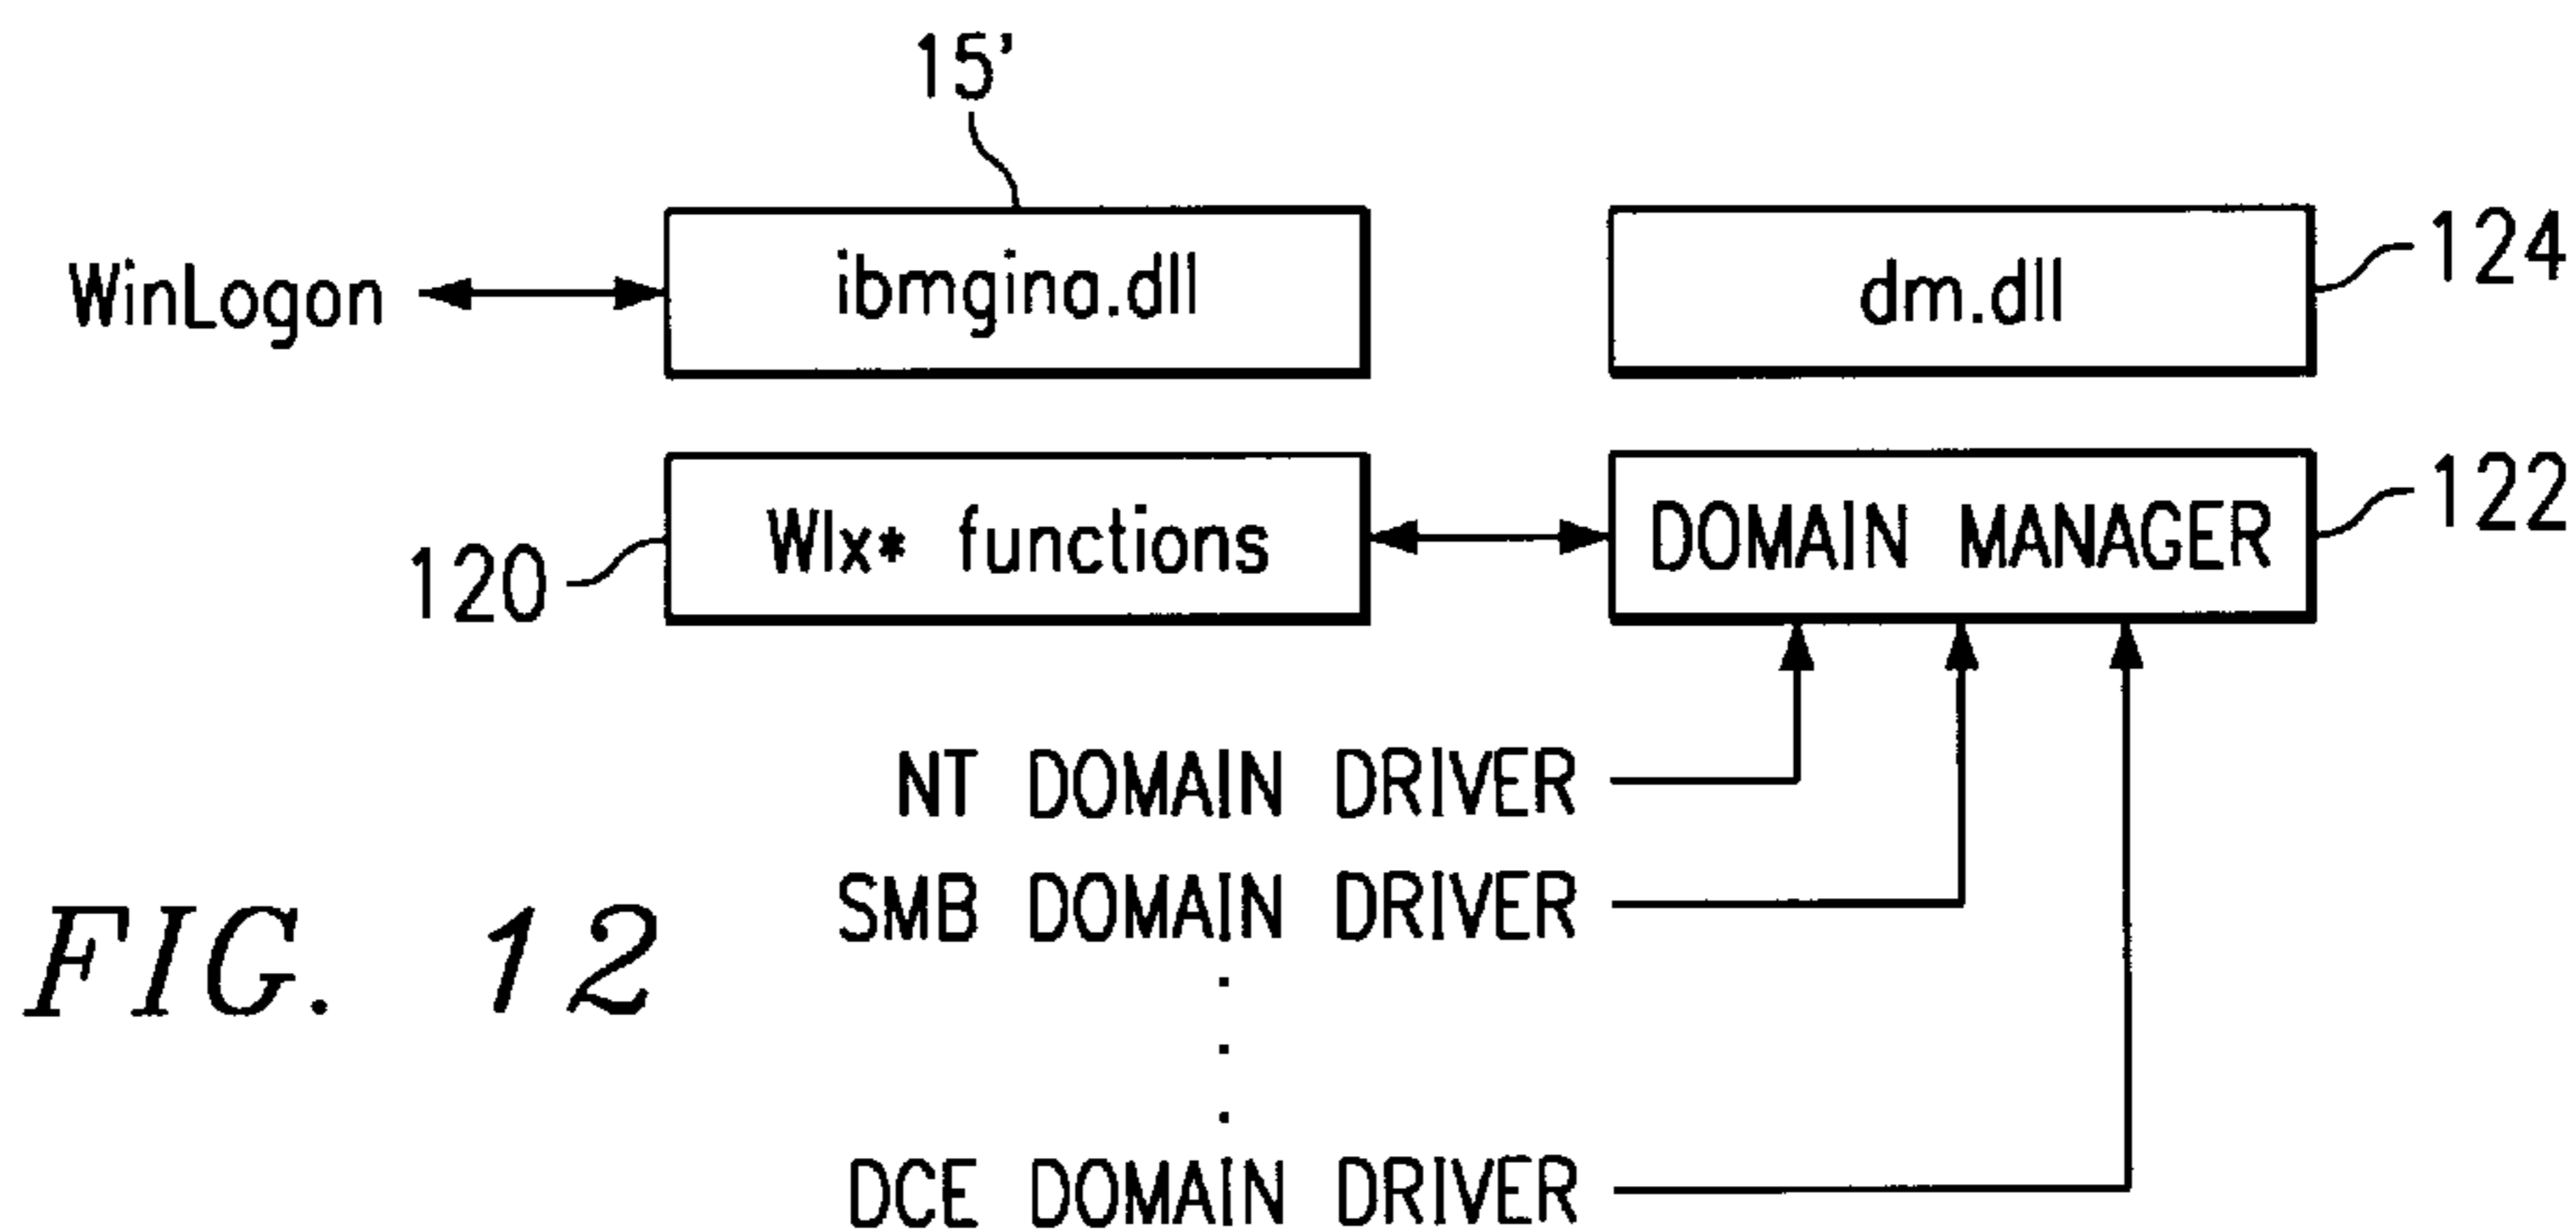 15'
WinLogon ibmgina.dll dm.dll 124
120 Wlx* functions DOMAIN MANAGER 122
NT DOMAIN DRIVER
SMB DOMAIN DRIVER
FIG. 12
DCE DOMAIN DRIVER